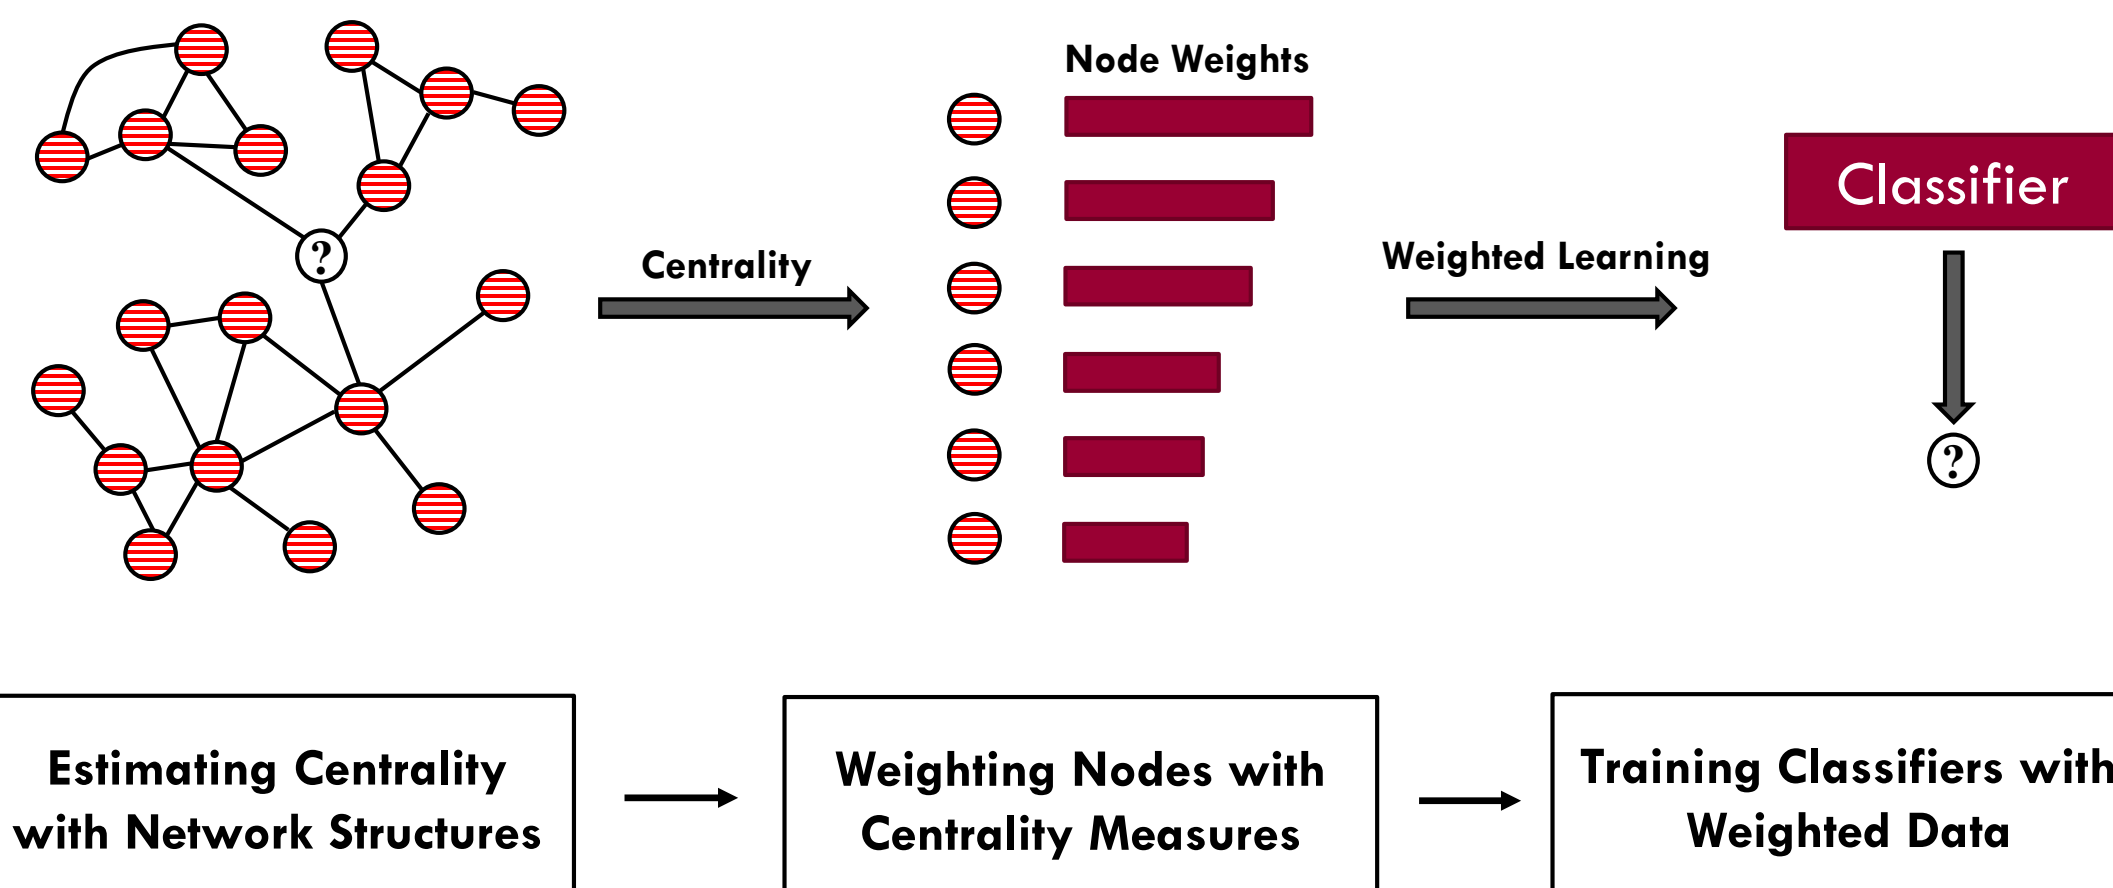 Node Weights
?
Centrality
Weighted Learning
Classifier
?
Estimating Centrality
with Network Structures
Weighting Nodes with
Centrality Measures
Training Classifiers with
Weighted Data